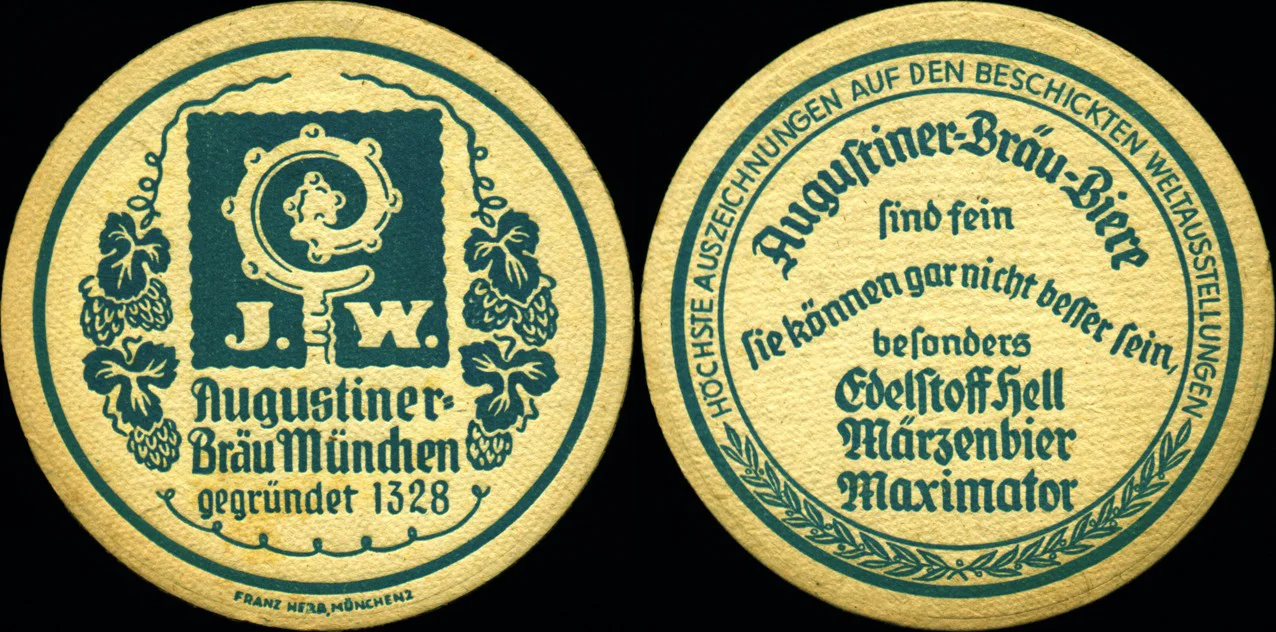 J. W.
Augustiner-
Bräu München
gegründet 1328
FRANZ HERB, MÜNCHEN 2
HÖCHSTE AUSZEICHNUNGEN AUF DEN BESCHICKTEN WELTAUSSTELLUNGEN
Auguſtiner-Bräu-Biere
ſind fein
ſie können gar nicht beſſer ſein,
beſonders
Edelſtoff Hell
Märzenbier
Maximator